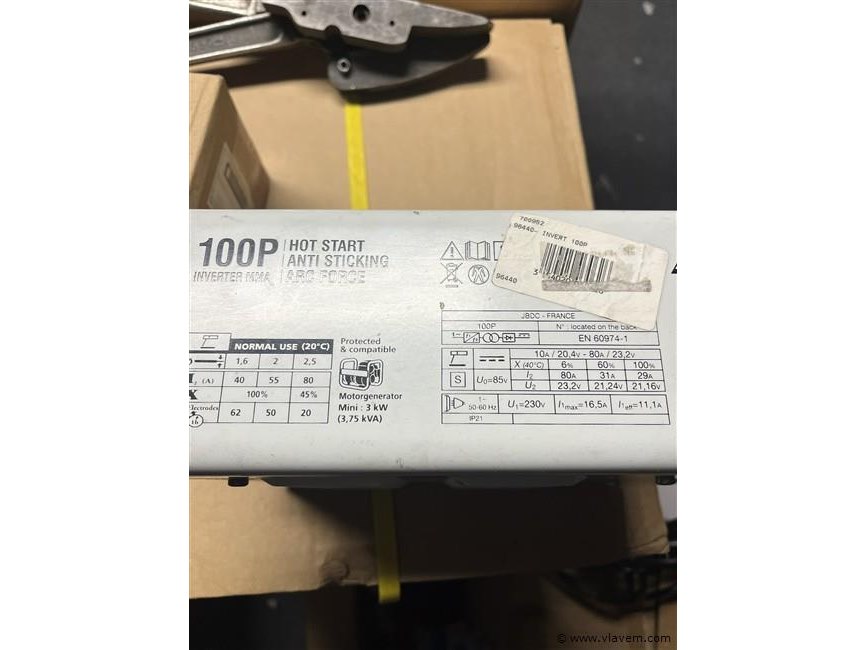 700952
96440- INVERT 100P
96440
100P
INVERTER MMA
HOT START
ANTI STICKING
ARC FORCE
JBDC - FRANCE
100P
N° : located on the back
EN 60974-1
10A / 20,4V - 80A / 23,2V
X (40°C) 6% 60% 100%
S
U0=85V
I2 80A 31A 29A
U2 23,2V 21,24V 21,16V
1~
50-60 Hz
U1=230V I1max=16,5A I1eff=11,1A
IP21
NORMAL USE (20°C)
1,6 2 2,5
(A) 40 55 80
X 100% 45%
62 50 20
Protected
& compatible
Motorgenerator
Mini : 3 kW
(3,75 kVA)
© www.vlavem.com